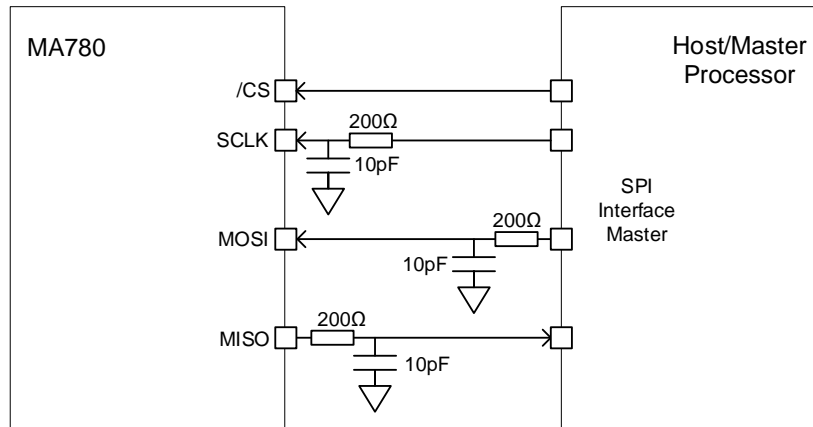 MA780
Host/Master
Processor
/CS
200Ω
SCLK
10pF
SPI
Interface
Master
200Ω
MOSI
10pF
200Ω
MISO
10pF